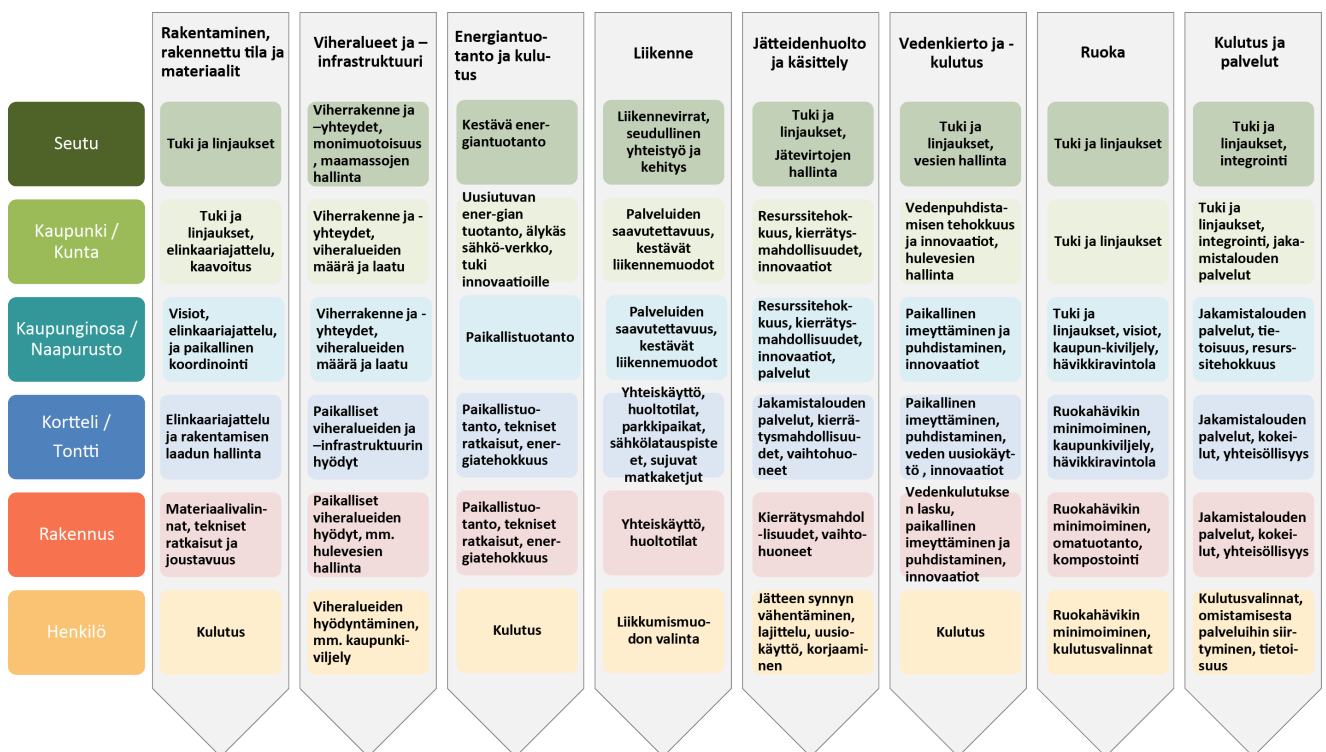 Rakentaminen,
rakennettu tila ja
materiaalit
Viheralueet ja –
infrastruktuuri
Energiantuo-
tanto ja kulu-
tus
Liikenne
Jätteidenhuolto
ja käsittely
Vedenkierto ja -
kulutus
Ruoka
Kulutus ja
palvelut
Seutu
Tuki ja linjaukset
Viherrakenne ja
–yhteydet,
monimuotoisuus
, maamassojen
hallinta
Kestävä ener-
giantuotanto
Liikennevirrat,
seudullinen
yhteistyö ja
kehitys
Tuki ja
linjaukset,
Jätevirtojen
hallinta
Tuki ja
linjaukset,
vesien hallinta
Tuki ja linjaukset
Tuki ja
linjaukset,
integrointi
Kaupunki /
Kunta
Tuki ja
linjaukset,
elinkaariajattelu,
kaavoitus
Viherrakenne ja -
yhteydet,
viheralueiden
määrä ja laatu
Uusiutuvan
ener-gian
tuotanto, älykäs
sähkö-verkko,
tuki
innovaatioille
Palveluiden
saavutettavuus,
kestävät
liikennemuodot
Resurssitehok-
kuus, kierrätys-
mahdollisuudet,
innovaatiot
Vedenpuhdista-
misen tehokkuus
ja innovaatiot,
hulevesien
hallinta
Tuki ja linjaukset
Tuki ja
linjaukset,
integrointi, jaka-
mistalouden
palvelut
Kaupunginosa /
Naapurusto
Visiot,
elinkaariajattelu,
ja paikallinen
koordinointi
Viherrakenne ja -
yhteydet,
viheralueiden
määrä ja laatu
Paikallistuotanto
Palveluiden
saavutettavuus,
kestävät
liikennemuodot
Resurssitehok-
kuus, kierrätys-
mahdollisuudet,
innovaatiot,
palvelut
Paikallinen
imeyttäminen ja
puhdistaminen,
innovaatiot
Tuki ja
linjaukset, visiot,
kaupun-kiviljely,
hävikkiravintola
Jakamistalouden
palvelut, tie-
toisuus, resurs-
sitehokkuus
Kortteli /
Tontti
Elinkaariajattelu
ja rakentamisen
laadun hallinta
Paikalliset
viheralueiden ja
–infrastruktuurin
hyödyt
Paikallistuo-
tanto, tekniset
ratkaisut, ener-
giatehokkuus
Yhteiskäyttö,
huoltotilat,
parkkipaikat,
sähkölatauspiste
et, sujuvat
matkaketjut
Jakamistalouden
palvelut, kierrä-
tysmahdollisuu-
det, vaihtohuo-
neet
Paikallinen
imeyttäminen,
puhdistaminen,
veden uusiokäyt-
tö , innovaatiot
Ruokahävikin
minimoiminen,
kaupunkiviljely,
hävikkiravintola
Jakamistalouden
palvelut, kokei-
lut, yhteisöllisyys
Rakennus
Materiaalivalin-
nat, tekniset
ratkaisut ja
joustavuus
Paikalliset
viheralueiden
hyödyt, mm.
hulevesien
hallinta
Paikallistuo-
tanto, tekniset
ratkaisut, ener-
giatehokkuus
Yhteiskäyttö,
huoltotilat
Kierrätysmahdol
-lisuudet, vaihto-
huoneet
Vedenkulutukse
n lasku,
paikallinen
imeyttäminen ja
puhdistaminen,
innovaatiot
Ruokahävikin
minimoiminen,
omatuotanto,
kompostointi
Jakamistalouden
palvelut, kokei-
lut, yhteisöllisyys
Henkilö
Kulutus
Viheralueiden
hyödyntäminen,
mm. kaupunki-
viljely
Kulutus
Liikkumismuo-
don valinta
Jätteen synnyn
vähentäminen,
lajittelu, uusio-
käyttö, korjaami-
nen
Kulutus
Ruokahävikin
minimoiminen,
kulutusvalinnat
Kulutusvalinnat,
omistamisesta
palveluihin siir-
tyminen, tietoi-
suus